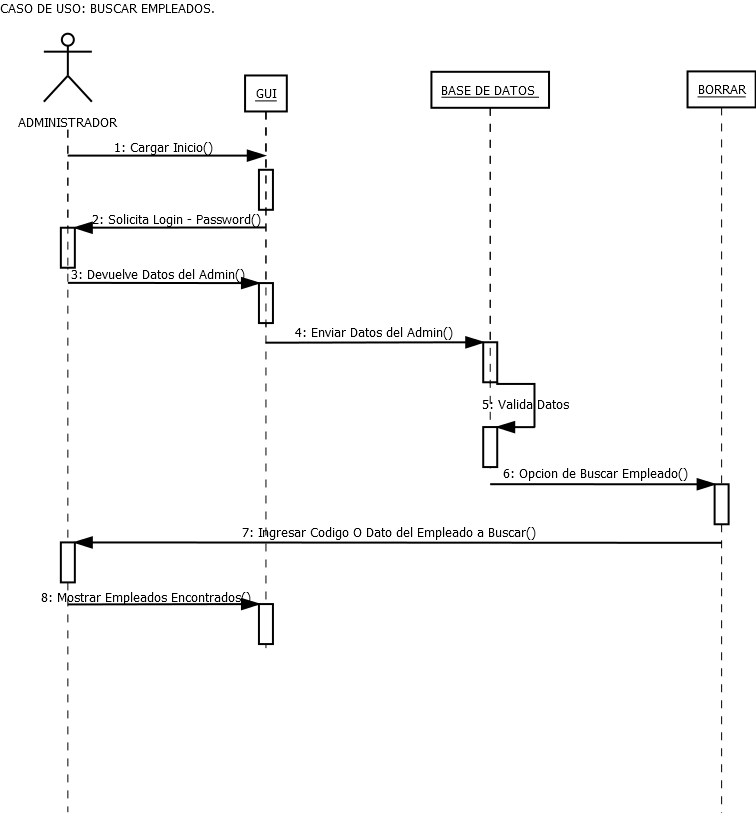 CASO DE USO: BUSCAR EMPLEADOS.
GUI
BASE DE DATOS
BORRAR
ADMINISTRADOR
1: Cargar Inicio()
2: Solicita Login - Password()
3: Devuelve Datos del Admin()
4: Enviar Datos del Admin()
5: Valida Datos
6: Opcion de Buscar Empleado()
7: Ingresar Codigo O Dato del Empleado a Buscar()
8: Mostrar Empleados Encontrados()